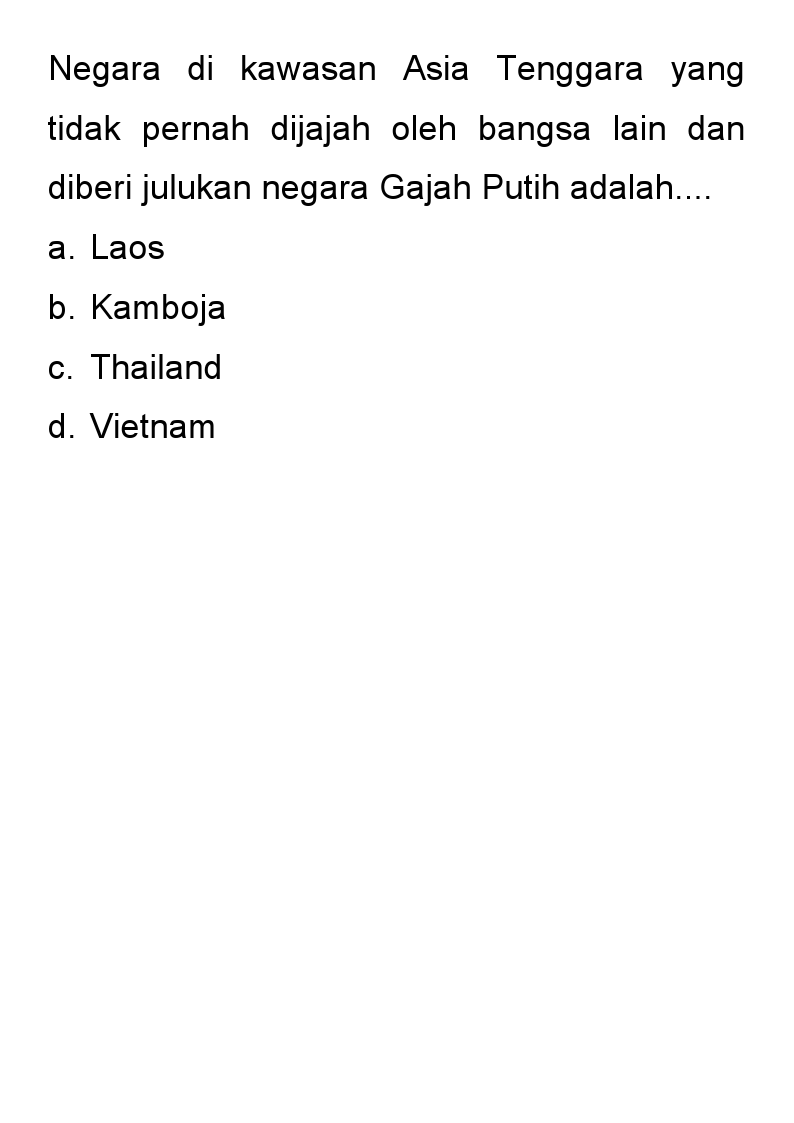 Negara di kawasan Asia Tenggara yang
tidak pernah dijajah oleh bangsa lain dan
diberi julukan negara Gajah Putih adalah....
a. Laos
b. Kamboja
c. Thailand
d. Vietnam